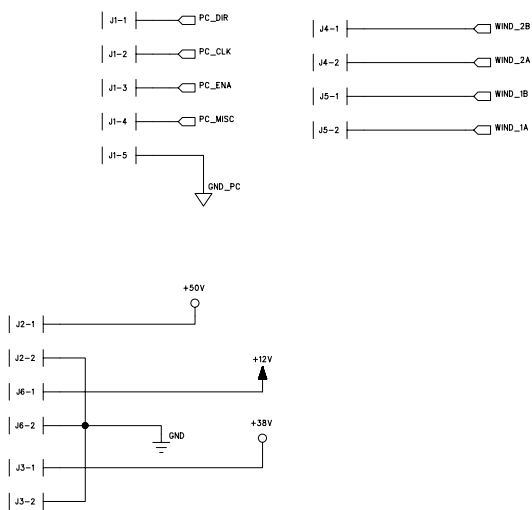 J1-1 PC_DIR
J1-2 PC_CLK
J1-3 PC_ENA
J1-4 PC_MISC
J1-5
GND_PC
J4-1 WIND_2B
J4-2 WIND_2A
J5-1 WIND_1B
J5-2 WIND_1A
+50V
J2-1
J2-2
+12V
J6-1
J6-2
GND
+38V
J3-1
J3-2